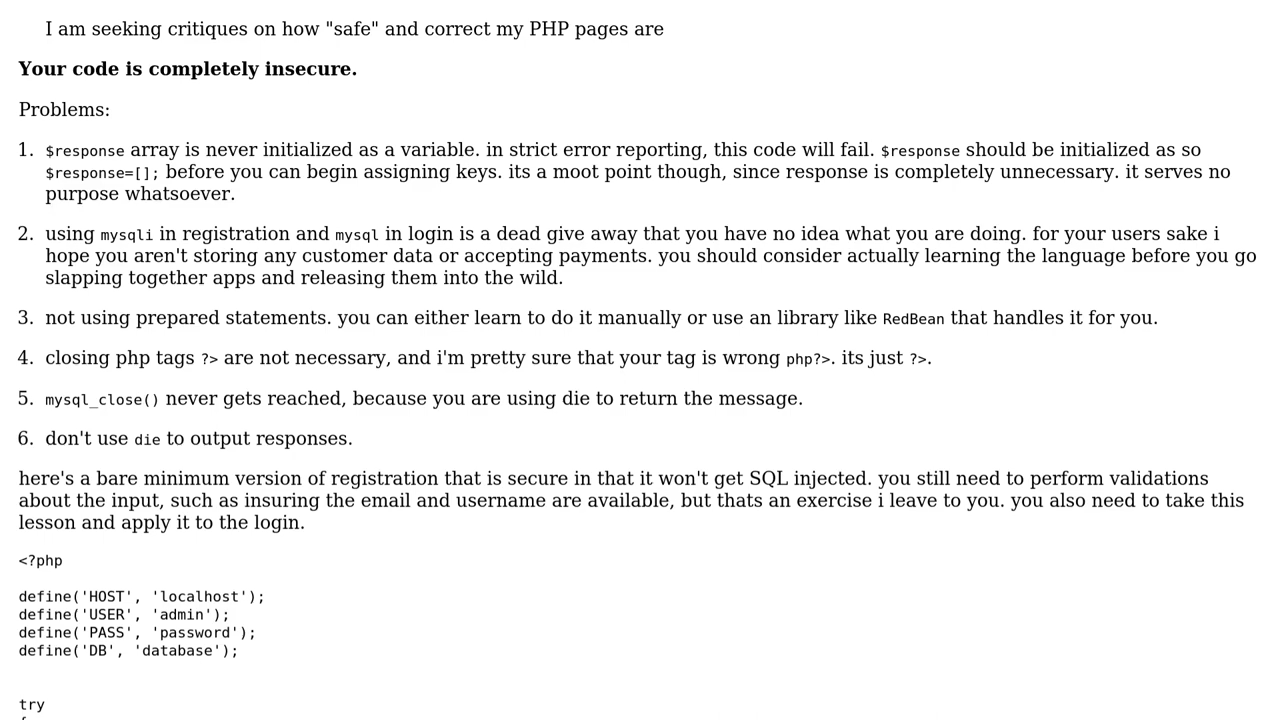 I am seeking critiques on how "safe" and correct my PHP pages are
Your code is completely insecure.
Problems:
1. $response array is never initialized as a variable. in strict error reporting, this code will fail. $response should be initialized as so
$response=[]; before you can begin assigning keys. its a moot point though, since response is completely unnecessary. it serves no
purpose whatsoever.
2. using mysqli in registration and mysql in login is a dead give away that you have no idea what you are doing. for your users sake i
hope you aren't storing any customer data or accepting payments. you should consider actually learning the language before you go
slapping together apps and releasing them into the wild.
3. not using prepared statements. you can either learn to do it manually or use an library like RedBean that handles it for you.
4. closing php tags ?> are not necessary, and i'm pretty sure that your tag is wrong php?>. its just ?>.
5. mysql_close() never gets reached, because you are using die to return the message.
6. don't use die to output responses.
here's a bare minimum version of registration that is secure in that it won't get SQL injected. you still need to perform validations
about the input, such as insuring the email and username are available, but thats an exercise i leave to you. you also need to take this
lesson and apply it to the login.
<?php
define('HOST', 'localhost');
define('USER', 'admin');
define('PASS', 'password');
define('DB', 'database');
try